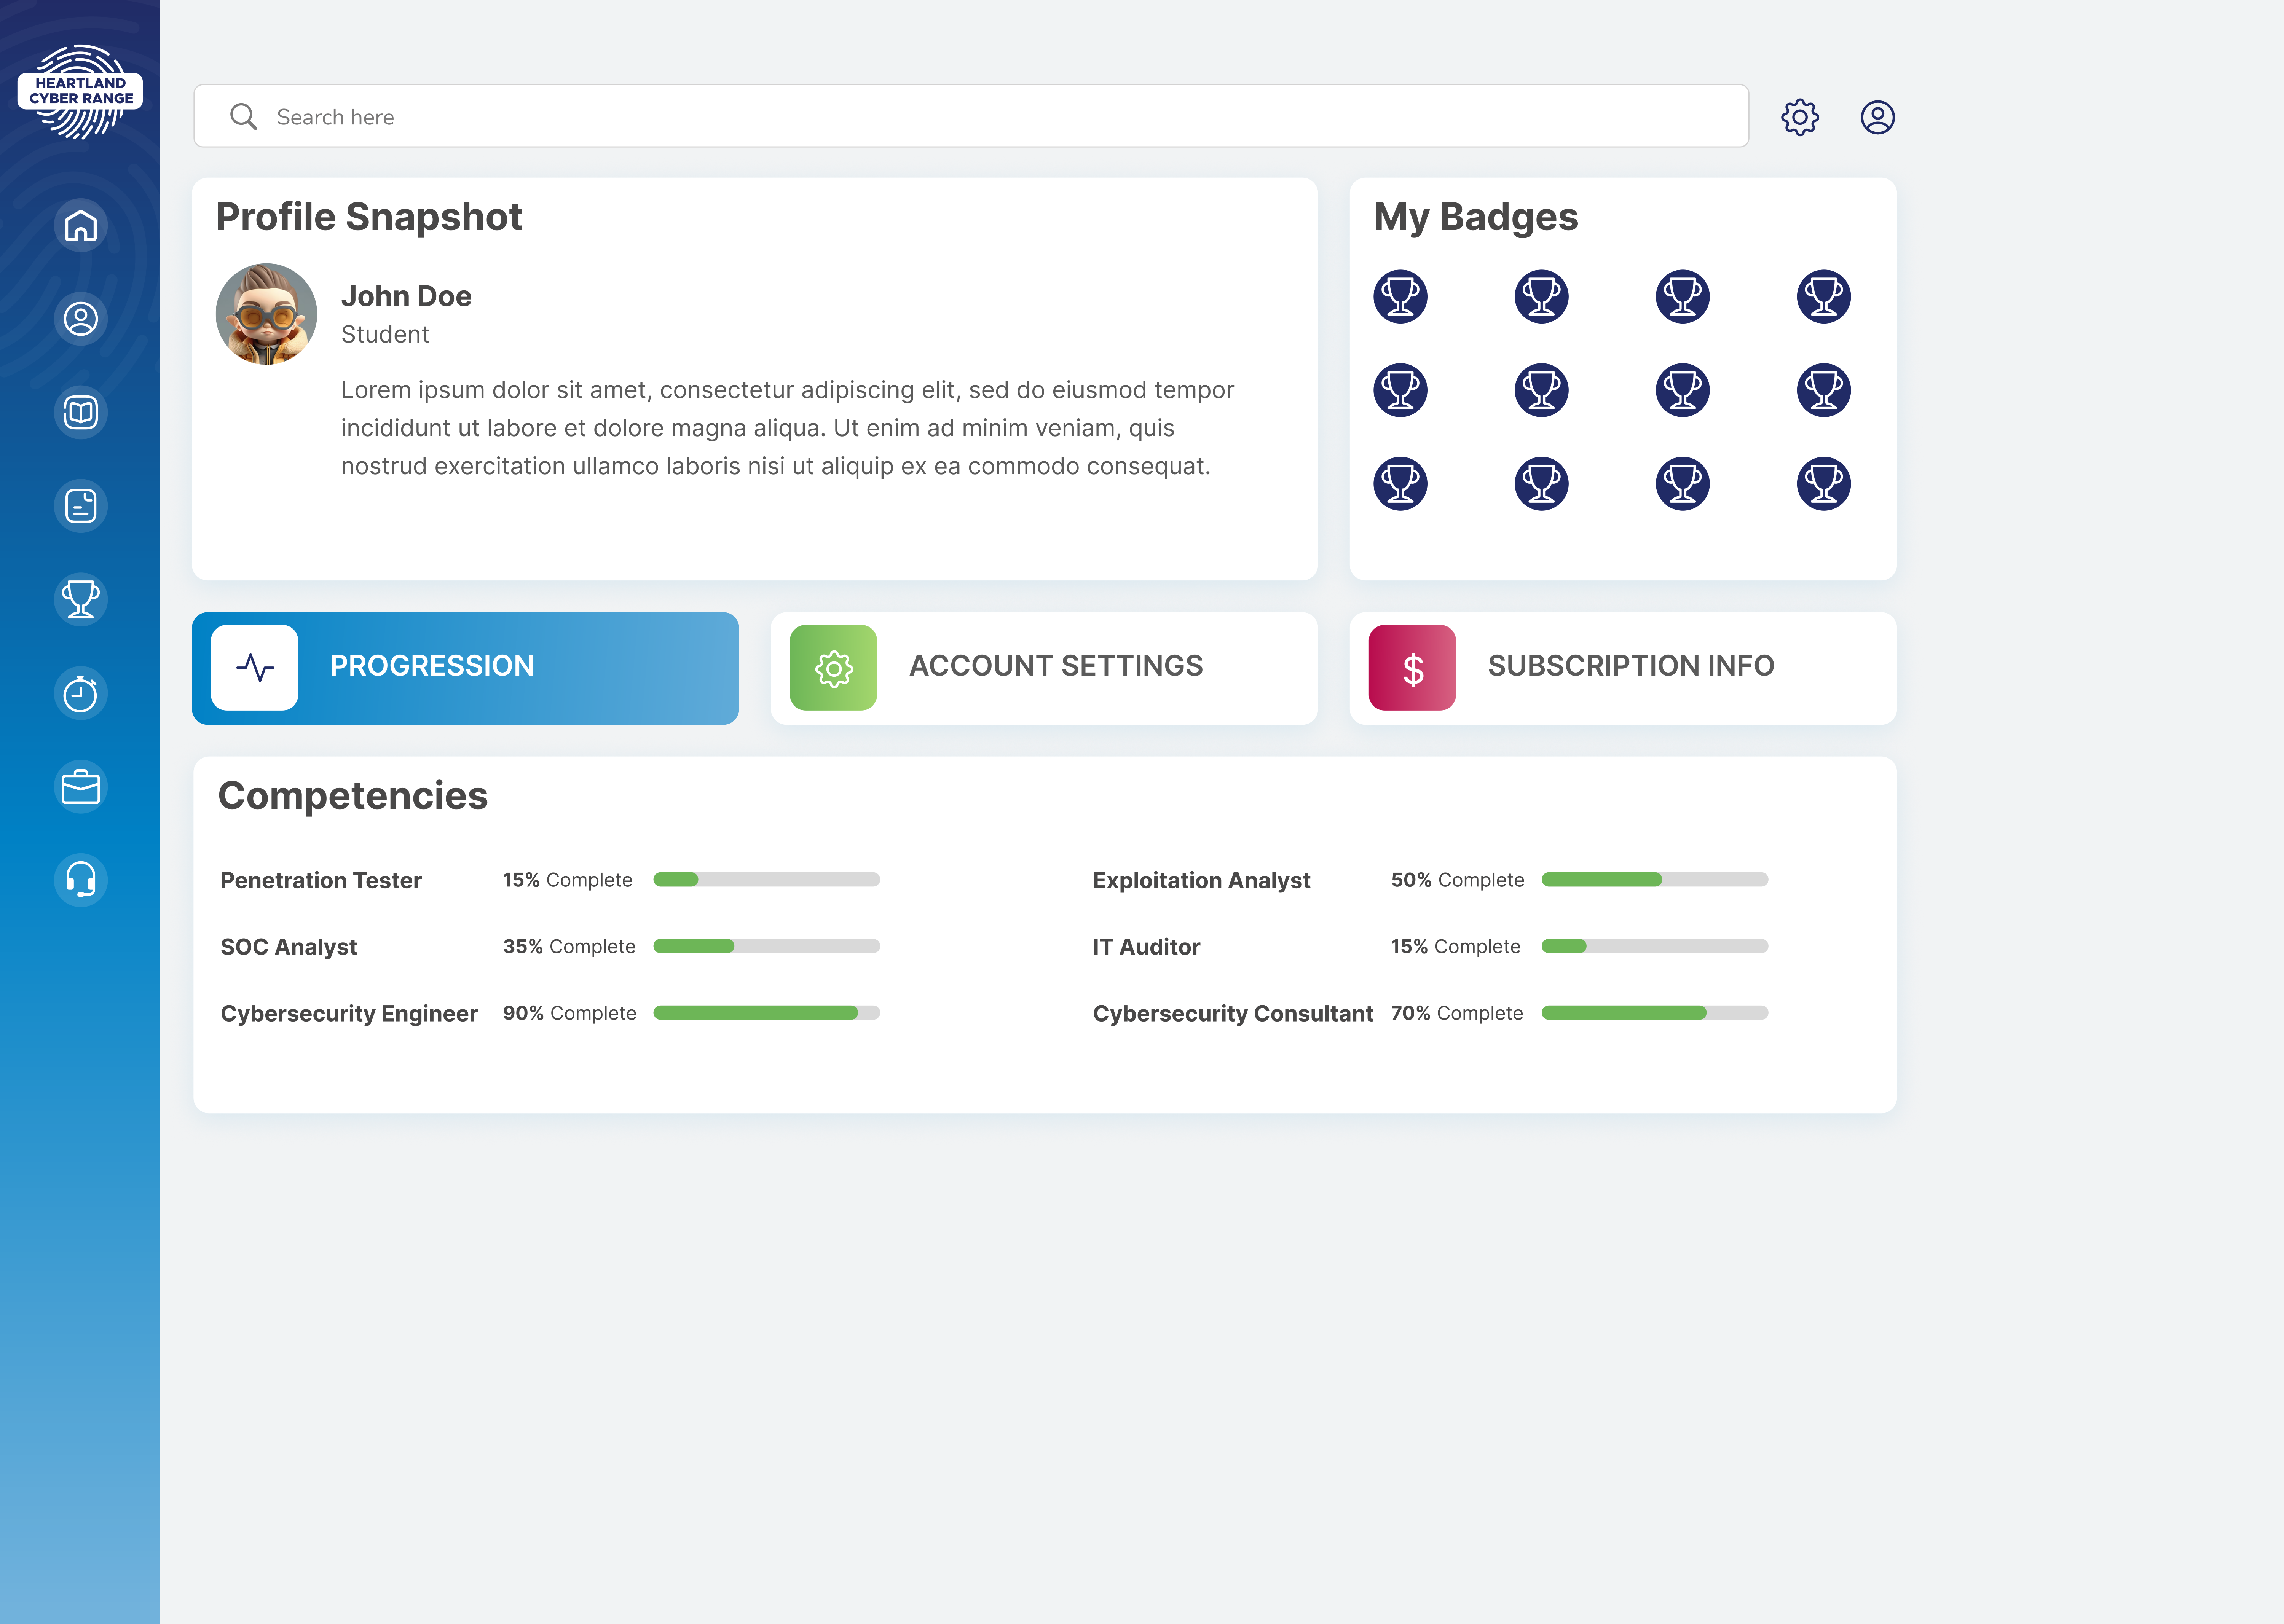 HEARTLAND
CYBER RANGE
Search here
Profile Snapshot
John Doe
Student
Lorem ipsum dolor sit amet, consectetur adipiscing elit, sed do eiusmod tempor
incididunt ut labore et dolore magna aliqua. Ut enim ad minim veniam, quis
nostrud exercitation ullamco laboris nisi ut aliquip ex ea commodo consequat.
My Badges
PROGRESSION
ACCOUNT SETTINGS
$ SUBSCRIPTION INFO
Competencies
Penetration Tester 15% Complete
Exploitation Analyst 50% Complete
SOC Analyst 35% Complete
IT Auditor 15% Complete
Cybersecurity Engineer 90% Complete
Cybersecurity Consultant 70% Complete